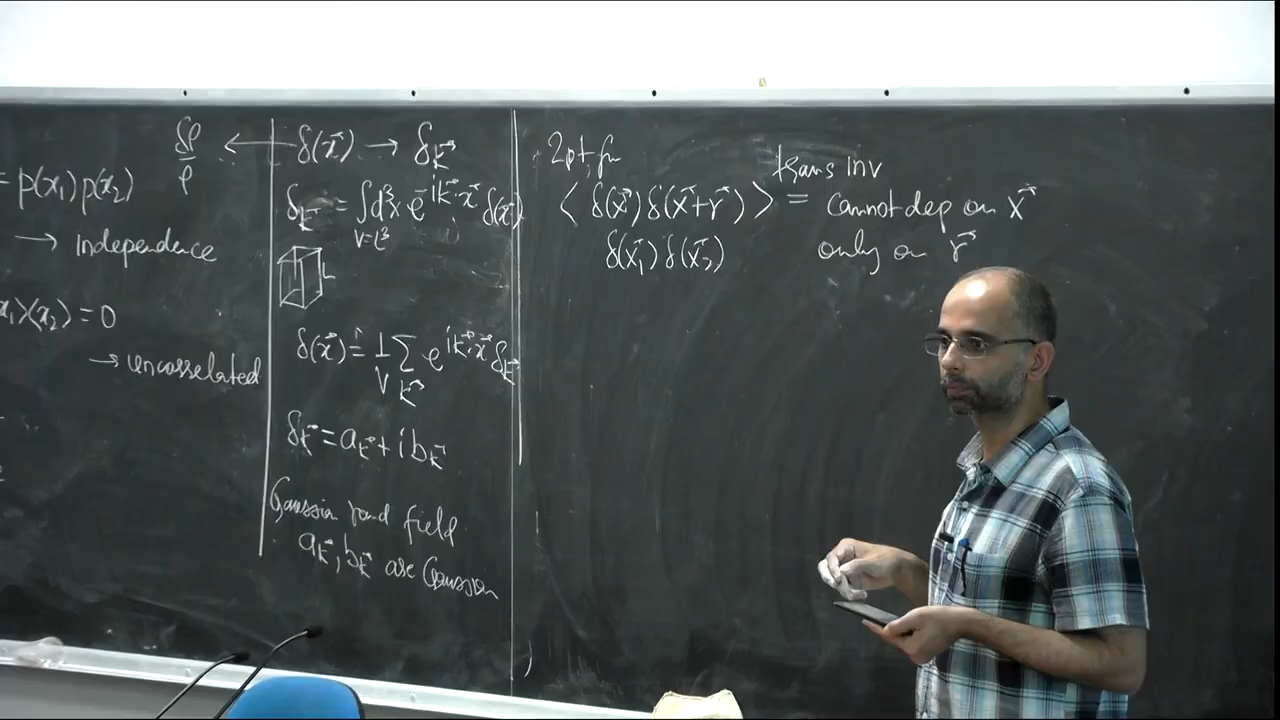 = p(x₁)p(x₂)
→ independence
x₁)(x₂) = 0
→ uncorrelated
δρ/ρ ← δ(x⃗) → δ_k⃗
δ_k⃗ = ∫d³x e^{-ik⃗·x⃗} δ(x⃗)
V=L³
L
δ(x⃗) = 1/V Σ_k⃗ e^{ik⃗·x⃗} δ_k⃗
δ_k⃗ = a_k⃗ + i b_k⃗
Gaussian rand field
a_k⃗, b_k⃗ are Gaussian
2pt, fn
trans inv
⟨ δ(x⃗) δ(x⃗+r⃗) ⟩ = cannot dep on x⃗
δ(x⃗₁) δ(x⃗₂) only on r⃗